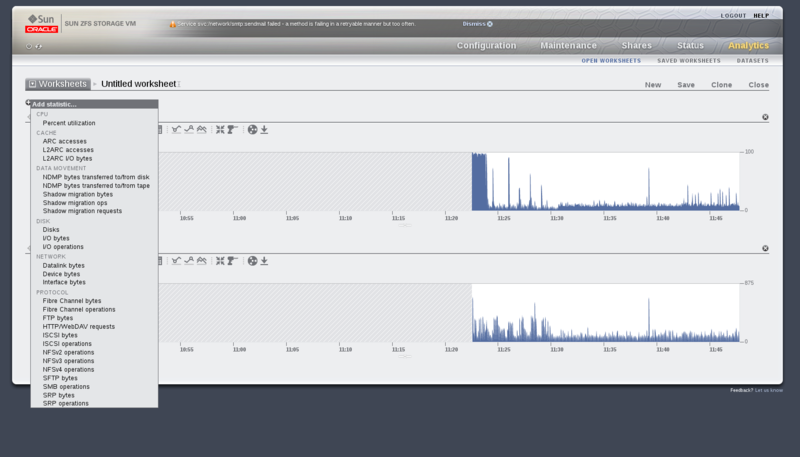 LOGOUT HELP
Sun
ORACLE
SUN ZFS STORAGE VM
Service svc:/network/smtp:sendmail failed - a method is failing in a retryable manner but too often.
Dismiss
Configuration Maintenance Shares Status Analytics
OPEN WORKSHEETS SAVED WORKSHEETS DATASETS
Worksheets Untitled worksheet
New Save Clone Close
Add statistic...
CPU
Percent utilization
CACHE
ARC accesses
L2ARC accesses
L2ARC I/O bytes
DATA MOVEMENT
NDMP bytes transferred to/from disk
NDMP bytes transferred to/from tape
Shadow migration bytes
Shadow migration ops
Shadow migration requests
DISK
Disks
I/O bytes
I/O operations
NETWORK
Datalink bytes
Device bytes
Interface bytes
PROTOCOL
Fibre Channel bytes
Fibre Channel operations
FTP bytes
HTTP/WebDAV requests
iSCSI bytes
iSCSI operations
NFSv2 operations
NFSv3 operations
NFSv4 operations
SFTP bytes
SMB operations
SRP bytes
SRP operations
100
0
10:55 11:00 11:05 11:10 11:15 11:20 11:25 11:30 11:35 11:40 11:45
875
0
10:55 11:00 11:05 11:10 11:15 11:20 11:25 11:30 11:35 11:40 11:45
Feedback? Let us know